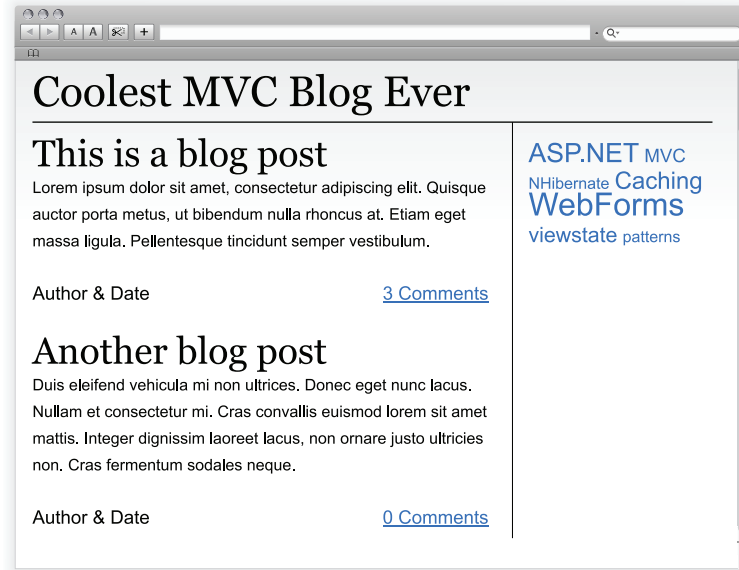 A A +
Coolest MVC Blog Ever
This is a blog post
Lorem ipsum dolor sit amet, consectetur adipiscing elit. Quisque
auctor porta metus, ut bibendum nulla rhoncus at. Etiam eget
massa ligula. Pellentesque tincidunt semper vestibulum.
Author & Date 3 Comments
Another blog post
Duis eleifend vehicula mi non ultrices. Donec eget nunc lacus.
Nullam et consectetur mi. Cras convallis euismod lorem sit amet
mattis. Integer dignissim laoreet lacus, non ornare justo ultricies
non. Cras fermentum sodales neque.
Author & Date 0 Comments
ASP.NET MVC
NHibernate Caching
WebForms
viewstate patterns